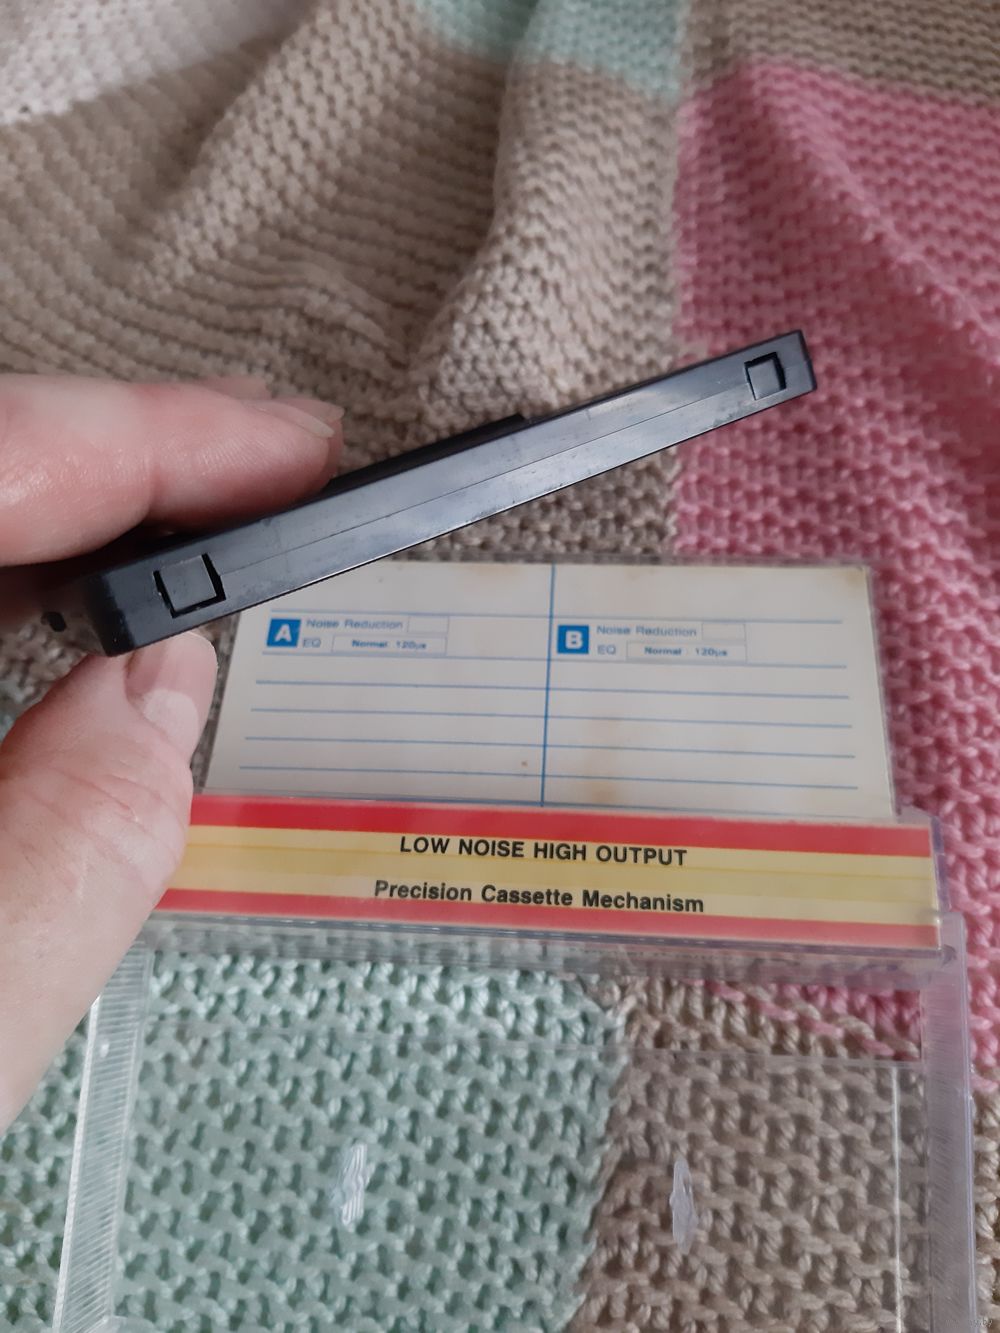 A Noise Reduction
EQ Normal : 120µs
B Noise Reduction
EQ Normal : 120µs
LOW NOISE HIGH OUTPUT
Precision Cassette Mechanism